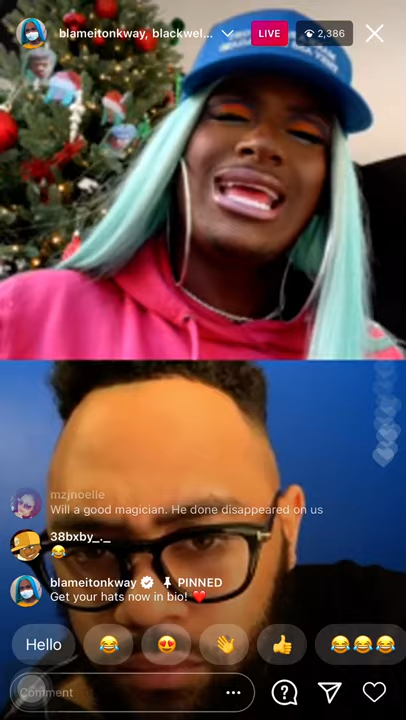 blameitonkway, blackwel...
LIVE
2,386
mzjnoelle
Will a good magician. He done disappeared on us
38bxby_._
😂
blameitonkway PINNED
Get your hats now in bio! ❤️
Hello 😂 😍 👋 👍 😂😂😂
Comment